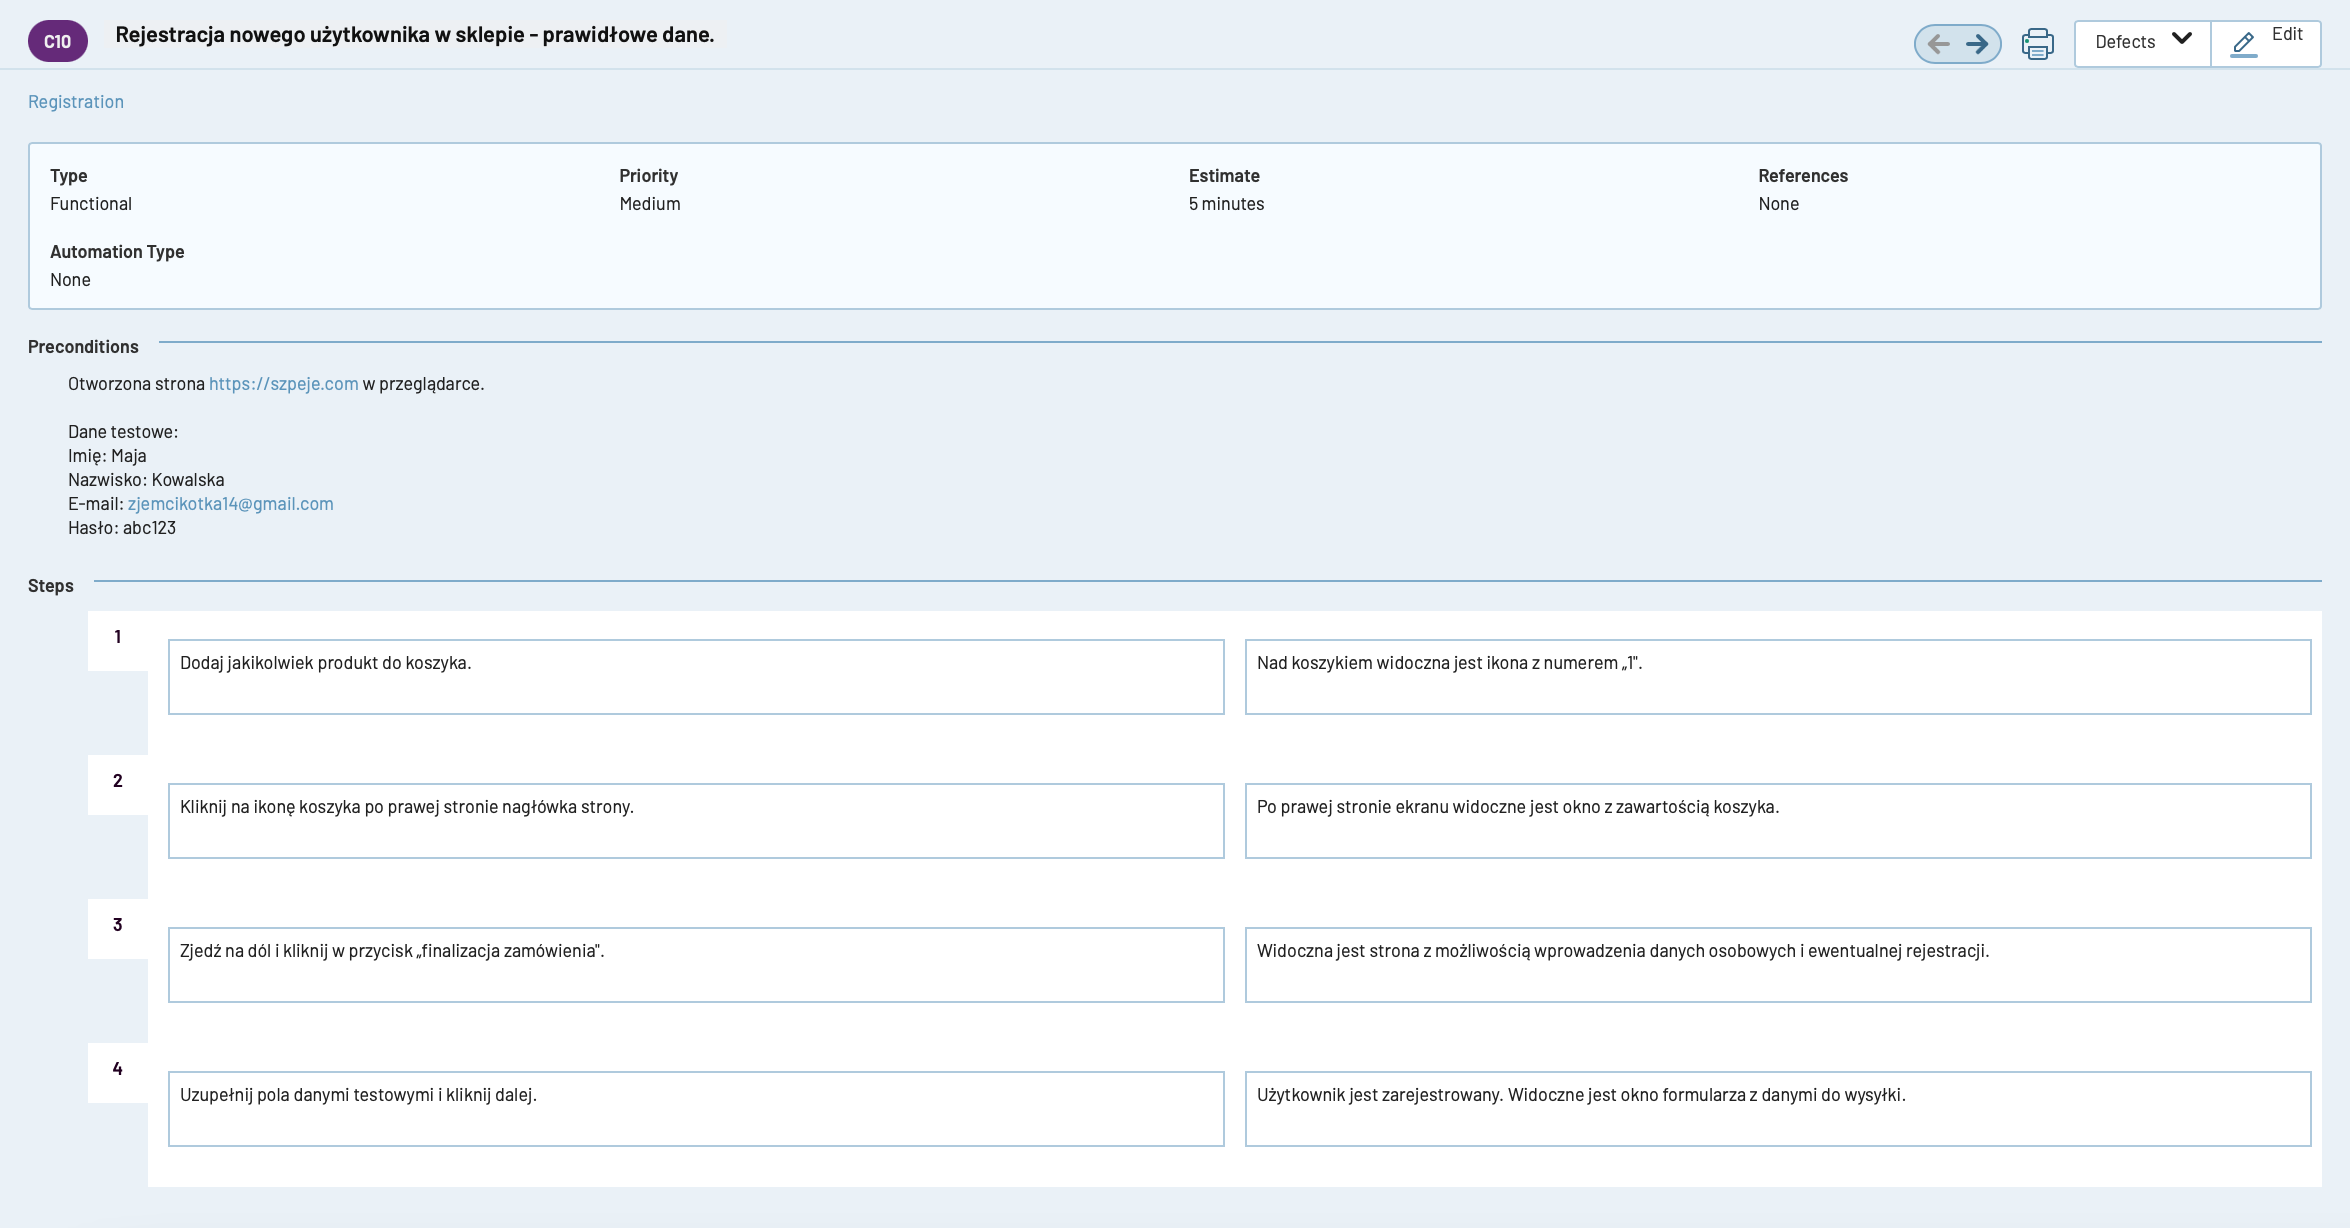 C10
Rejestracja nowego użytkownika w sklepie - prawidłowe dane.
Defects
Edit
Registration
Type
Functional
Priority
Medium
Estimate
5 minutes
References
None
Automation Type
None
Preconditions
Otworzona strona https://szpeje.com w przeglądarce.
Dane testowe:
Imię: Maja
Nazwisko: Kowalska
E-mail: zjemcikotka14@gmail.com
Hasło: abc123
Steps
1
Dodaj jakikolwiek produkt do koszyka.
Nad koszykiem widoczna jest ikona z numerem „1".
2
Kliknij na ikonę koszyka po prawej stronie nagłówka strony.
Po prawej stronie ekranu widoczne jest okno z zawartością koszyka.
3
Zjedź na dól i kliknij w przycisk „finalizacja zamówienia".
Widoczna jest strona z możliwością wprowadzenia danych osobowych i ewentualnej rejestracji.
4
Uzupełnij pola danymi testowymi i kliknij dalej.
Użytkownik jest zarejestrowany. Widoczne jest okno formularza z danymi do wysyłki.